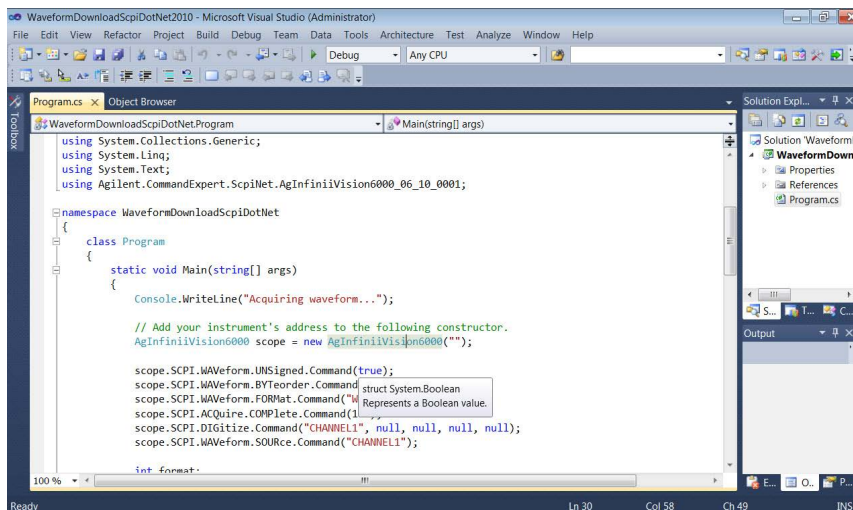 WaveformDownloadScpiDotNet2010 - Microsoft Visual Studio (Administrator)
File Edit View Refactor Project Build Debug Team Data Tools Architecture Test Analyze Window Help
Debug Any CPU
Toolbox
Program.cs Object Browser
WaveformDownloadScpiDotNet.Program Main(string[] args)
using System.Collections.Generic;
using System.Linq;
using System.Text;
using Agilent.CommandExpert.ScpiNet.AgInfiniiVision6000_06_10_0001;
namespace WaveformDownloadScpiDotNet
{
class Program
{
static void Main(string[] args)
{
Console.WriteLine("Acquiring waveform...");
// Add your instrument's address to the following constructor.
AgInfiniiVision6000 scope = new AgInfiniiVision6000("");
scope.SCPI.WAVeform.UNSigned.Command(true);
scope.SCPI.WAVeform.BYTeorder.Command
scope.SCPI.WAVeform.FORMat.Command("W
scope.SCPI.ACQuire.COMPlete.Command(1
struct System.Boolean
Represents a Boolean value.
scope.SCPI.DIGitize.Command("CHANNEL1", null, null, null, null);
scope.SCPI.WAVeform.SOURce.Command("CHANNEL1");
int format;
100 %
Solution Expl...
Solution 'Waveform
WaveformDown
Properties
References
Program.cs
S... T... C...
Output
E... O.. P...
Ready Ln 30 Col 58 Ch 49 INS